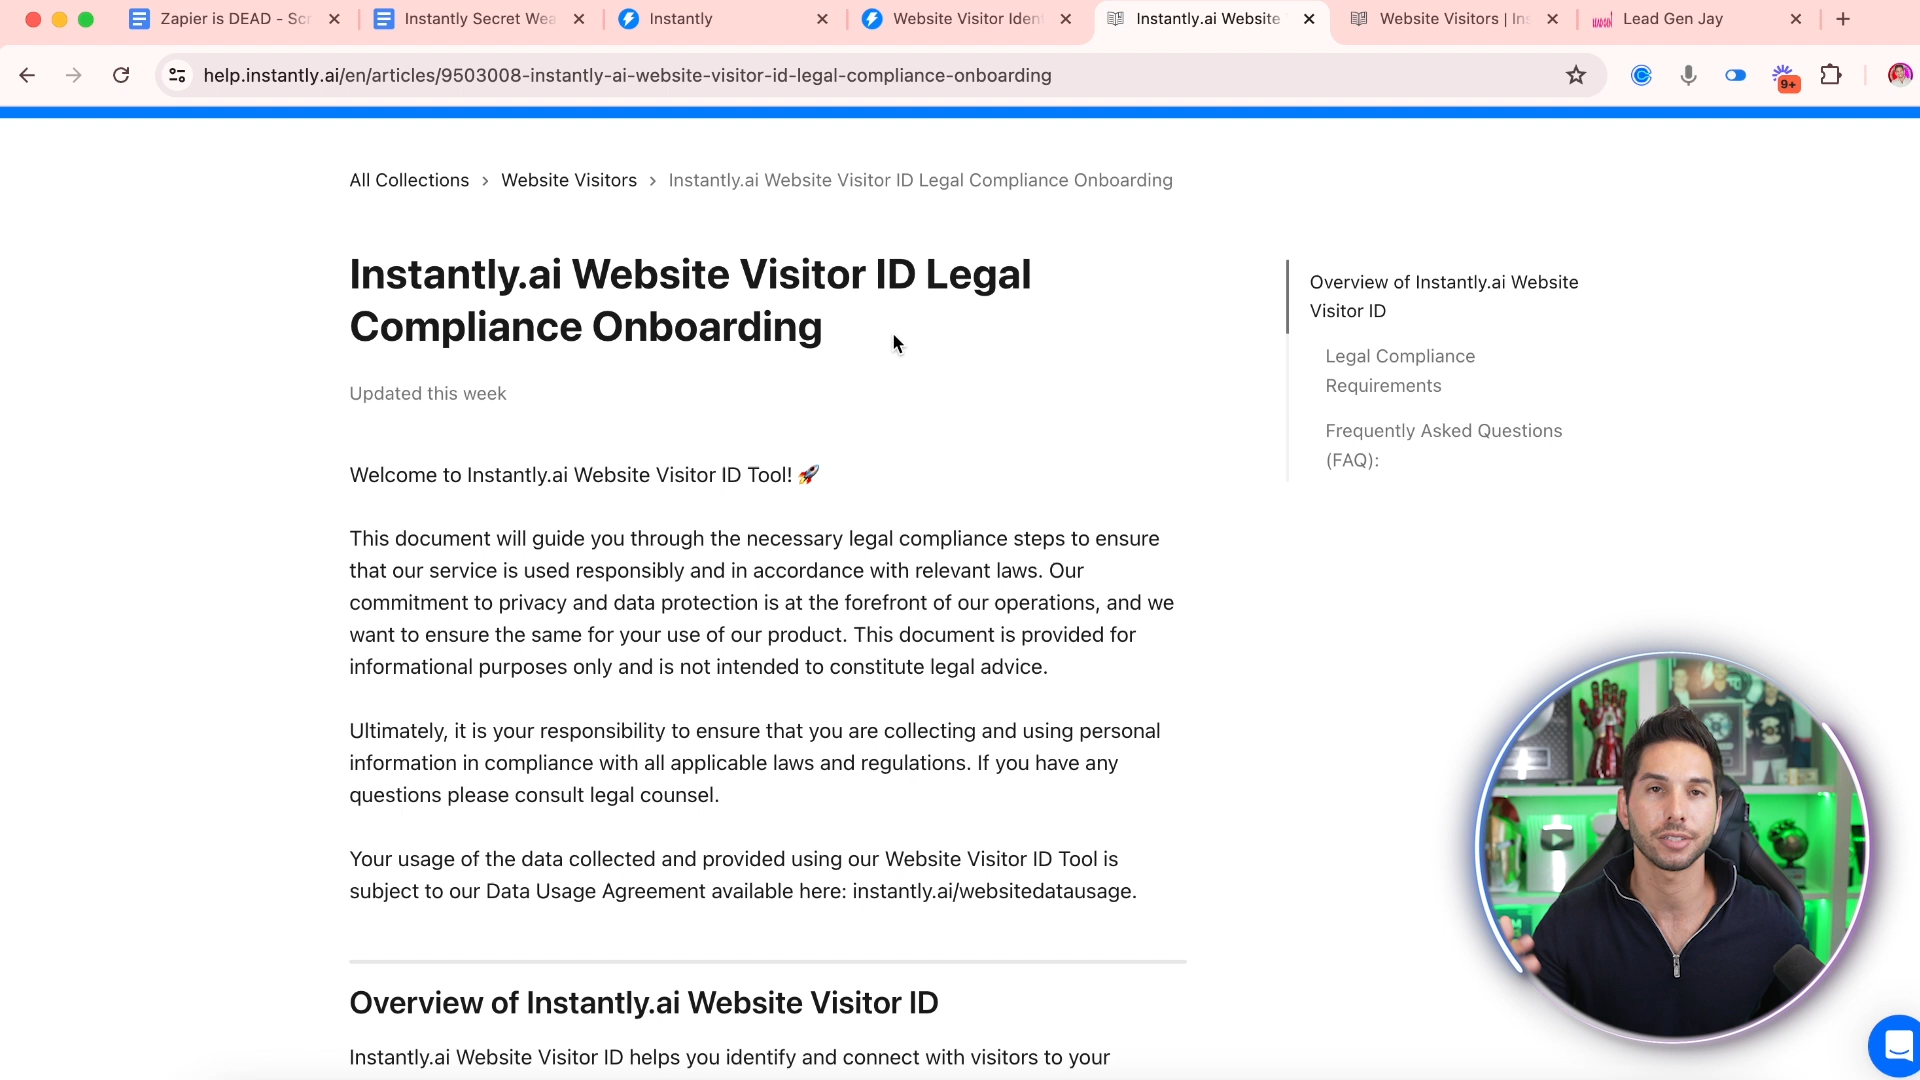 Zapier is DEAD - Scr
Instantly Secret Wea
Instantly
Website Visitor Iden
Instantly.ai Website
Website Visitors | Ins
Lead Gen Jay
help.instantly.ai/en/articles/9503008-instantly-ai-website-visitor-id-legal-compliance-onboarding
9+
All Collections > Website Visitors > Instantly.ai Website Visitor ID Legal Compliance Onboarding
Instantly.ai Website Visitor ID Legal
Compliance Onboarding
Updated this week
Welcome to Instantly.ai Website Visitor ID Tool! 🚀
This document will guide you through the necessary legal compliance steps to ensure
that our service is used responsibly and in accordance with relevant laws. Our
commitment to privacy and data protection is at the forefront of our operations, and we
want to ensure the same for your use of our product. This document is provided for
informational purposes only and is not intended to constitute legal advice.
Ultimately, it is your responsibility to ensure that you are collecting and using personal
information in compliance with all applicable laws and regulations. If you have any
questions please consult legal counsel.
Your usage of the data collected and provided using our Website Visitor ID Tool is
subject to our Data Usage Agreement available here: instantly.ai/websitedatausage.
Overview of Instantly.ai Website Visitor ID
Instantly.ai Website Visitor ID helps you identify and connect with visitors to your
Overview of Instantly.ai Website
Visitor ID
Legal Compliance
Requirements
Frequently Asked Questions
(FAQ):